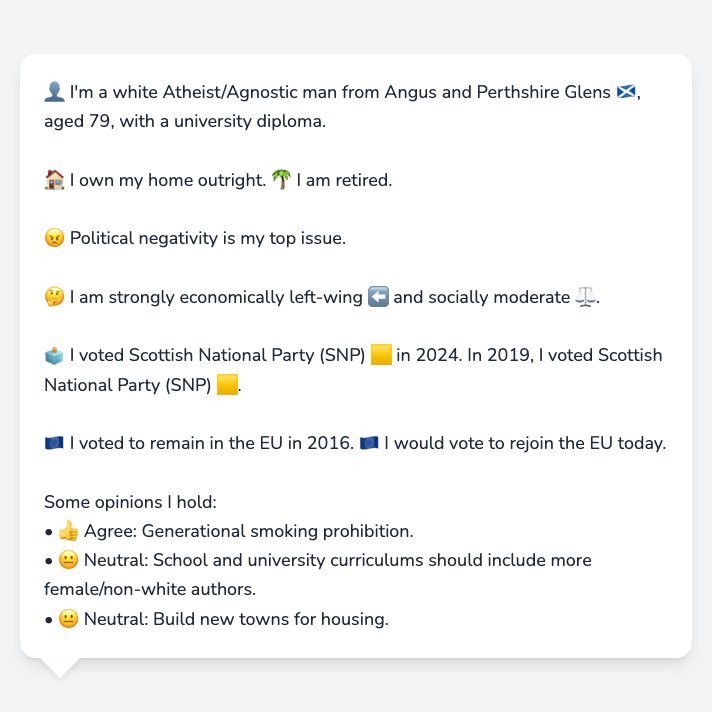 👤 I'm a white Atheist/Agnostic man from Angus and Perthshire Glens 🏴󠁧󠁢󠁳󠁣󠁴󠁿,
aged 79, with a university diploma.
🏠 I own my home outright. 🌴 I am retired.
😠 Political negativity is my top issue.
🤔 I am strongly economically left-wing ⬅️ and socially moderate ⚖️.
🗳️ I voted Scottish National Party (SNP) 🟨 in 2024. In 2019, I voted Scottish
National Party (SNP) 🟨.
🇪🇺 I voted to remain in the EU in 2016. 🇪🇺 I would vote to rejoin the EU today.
Some opinions I hold:
• 👍 Agree: Generational smoking prohibition.
• 😐 Neutral: School and university curriculums should include more
female/non-white authors.
• 😐 Neutral: Build new towns for housing.